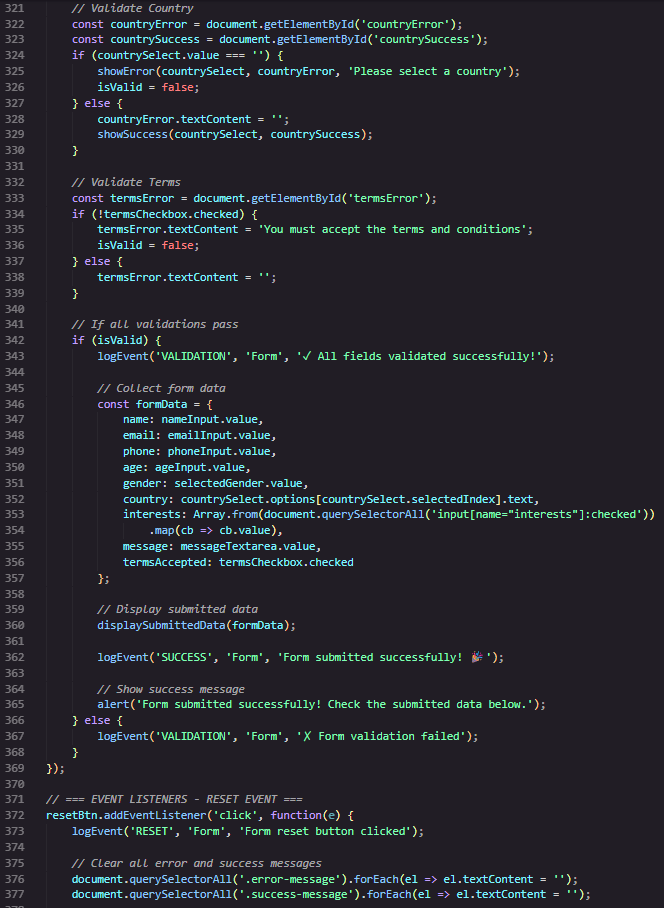 321 // Validate Country
322 const countryError = document.getElementById('countryError');
323 const countrySuccess = document.getElementById('countrySuccess');
324 if (countrySelect.value === '') {
325 showError(countrySelect, countryError, 'Please select a country');
326 isValid = false;
327 } else {
328 countryError.textContent = '';
329 showSuccess(countrySelect, countrySuccess);
330 }
331
332 // Validate Terms
333 const termsError = document.getElementById('termsError');
334 if (!termsCheckbox.checked) {
335 termsError.textContent = 'You must accept the terms and conditions';
336 isValid = false;
337 } else {
338 termsError.textContent = '';
339 }
340
341 // If all validations pass
342 if (isValid) {
343 logEvent('VALIDATION', 'Form', '✓ All fields validated successfully!');
344
345 // Collect form data
346 const formData = {
347 name: nameInput.value,
348 email: emailInput.value,
349 phone: phoneInput.value,
350 age: ageInput.value,
351 gender: selectedGender.value,
352 country: countrySelect.options[countrySelect.selectedIndex].text,
353 interests: Array.from(document.querySelectorAll('input[name="interests"]:checked'))
354 .map(cb => cb.value),
355 message: messageTextarea.value,
356 termsAccepted: termsCheckbox.checked
357 };
358
359 // Display submitted data
360 displaySubmittedData(formData);
361
362 logEvent('SUCCESS', 'Form', 'Form submitted successfully! 🎉');
363
364 // Show success message
365 alert('Form submitted successfully! Check the submitted data below.');
366 } else {
367 logEvent('VALIDATION', 'Form', '✗ Form validation failed');
368 }
369 });
370
371 // === EVENT LISTENERS - RESET EVENT ===
372 resetBtn.addEventListener('click', function(e) {
373 logEvent('RESET', 'Form', 'Form reset button clicked');
374
375 // Clear all error and success messages
376 document.querySelectorAll('.error-message').forEach(el => el.textContent = '');
377 document.querySelectorAll('.success-message').forEach(el => el.textContent = '');